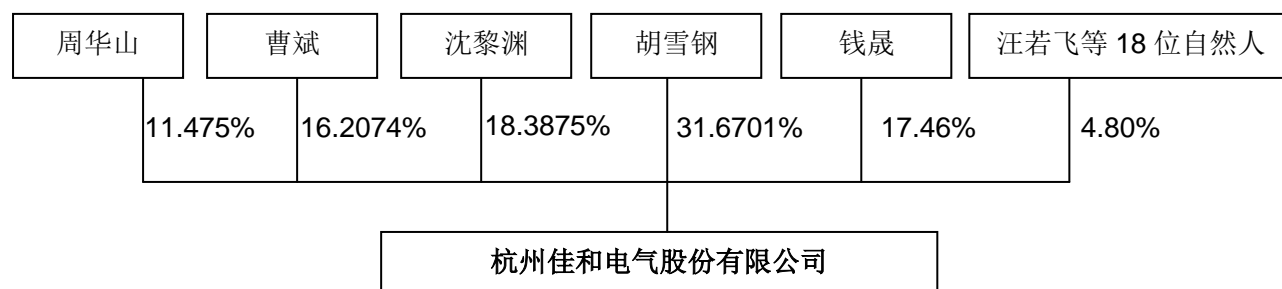 周华山 曹斌 沈黎渊 胡雪钢 钱晟 汪若飞等 18 位自然人
11.475% 16.2074% 18.3875% 31.6701% 17.46% 4.80%
杭州佳和电气股份有限公司